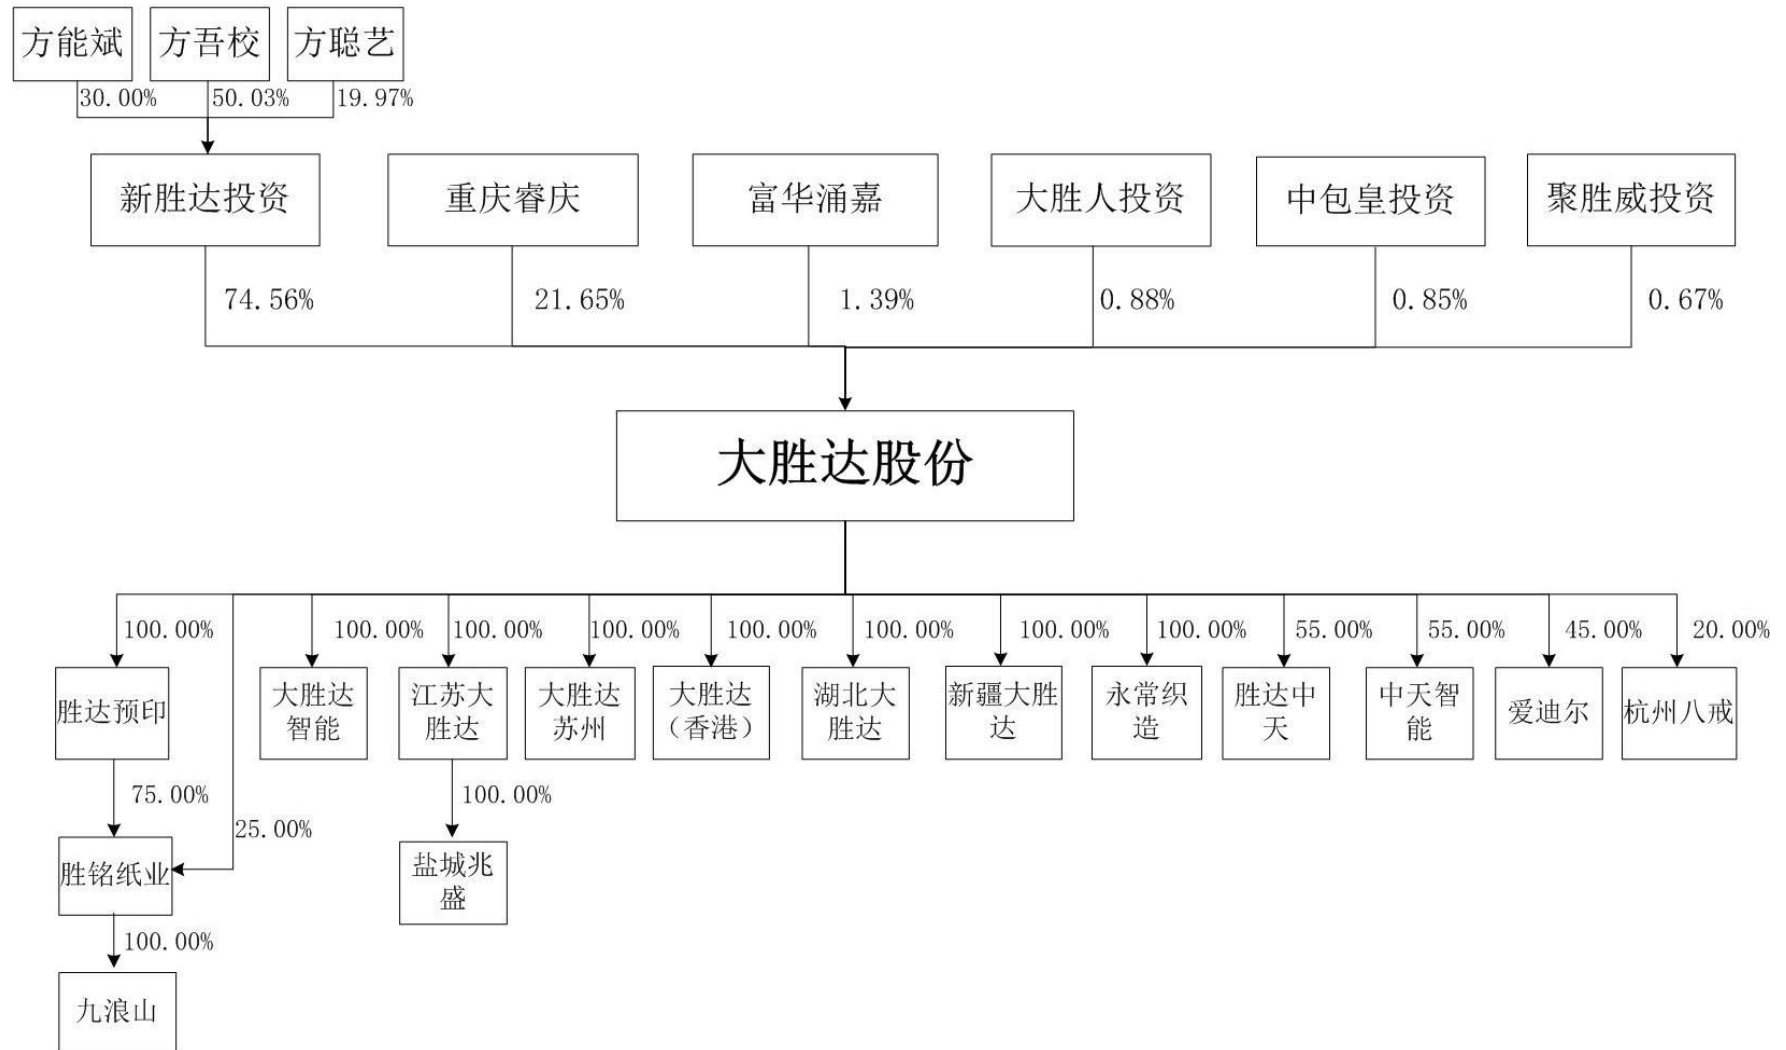 方能斌
方吾校
方聪艺
30.00%
50.03%
19.97%
新胜达投资
重庆睿庆
富华涌嘉
大胜人投资
中包皇投资
聚胜威投资
74.56%
21.65%
1.39%
0.88%
0.85%
0.67%
大胜达股份
100.00%
100.00%
100.00%
100.00%
100.00%
100.00%
100.00%
100.00%
55.00%
55.00%
45.00%
20.00%
胜达预印
大胜达
智能
江苏大
胜达
大胜达
苏州
大胜达
（香港）
湖北大
胜达
新疆大胜
达
永常织
造
胜达中
天
中天智
能
爱迪尔
杭州八戒
75.00%
25.00%
100.00%
胜铭纸业
盐城兆
盛
100.00%
九浪山